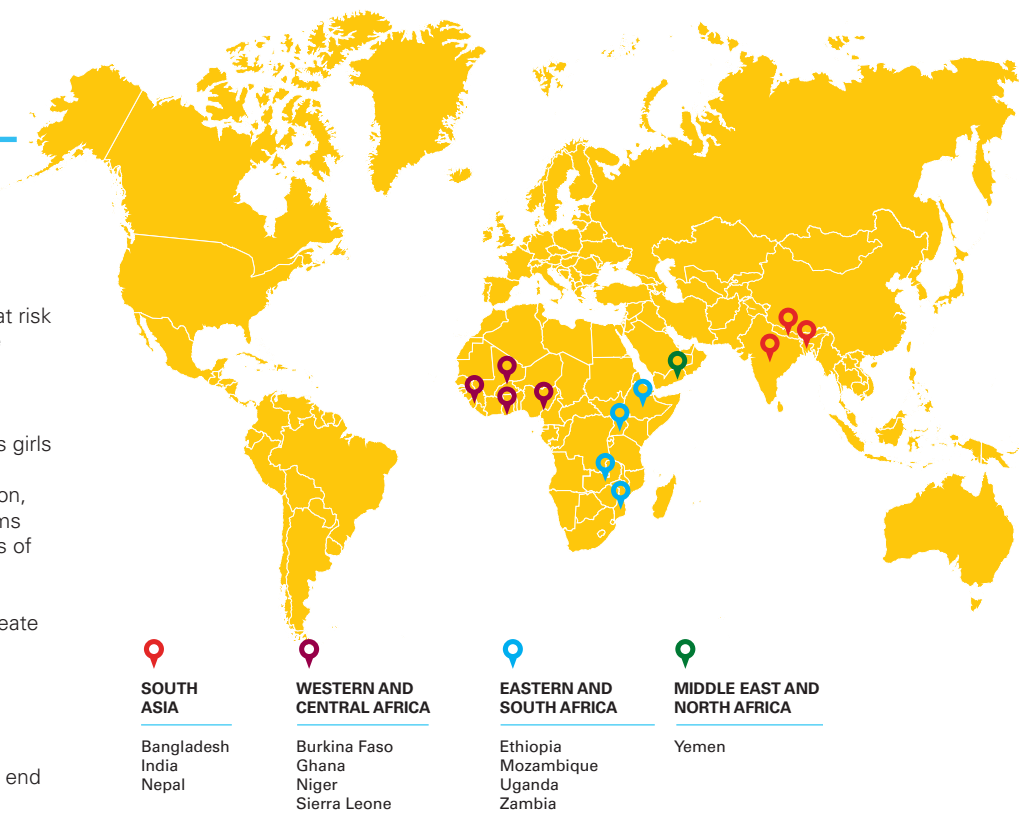 at risk
s girls
on,
ms
s of
eate
end
SOUTH
ASIA
Bangladesh
India
Nepal
WESTERN AND
CENTRAL AFRICA
Burkina Faso
Ghana
Niger
Sierra Leone
EASTERN AND
SOUTH AFRICA
Ethiopia
Mozambique
Uganda
Zambia
MIDDLE EAST AND
NORTH AFRICA
Yemen